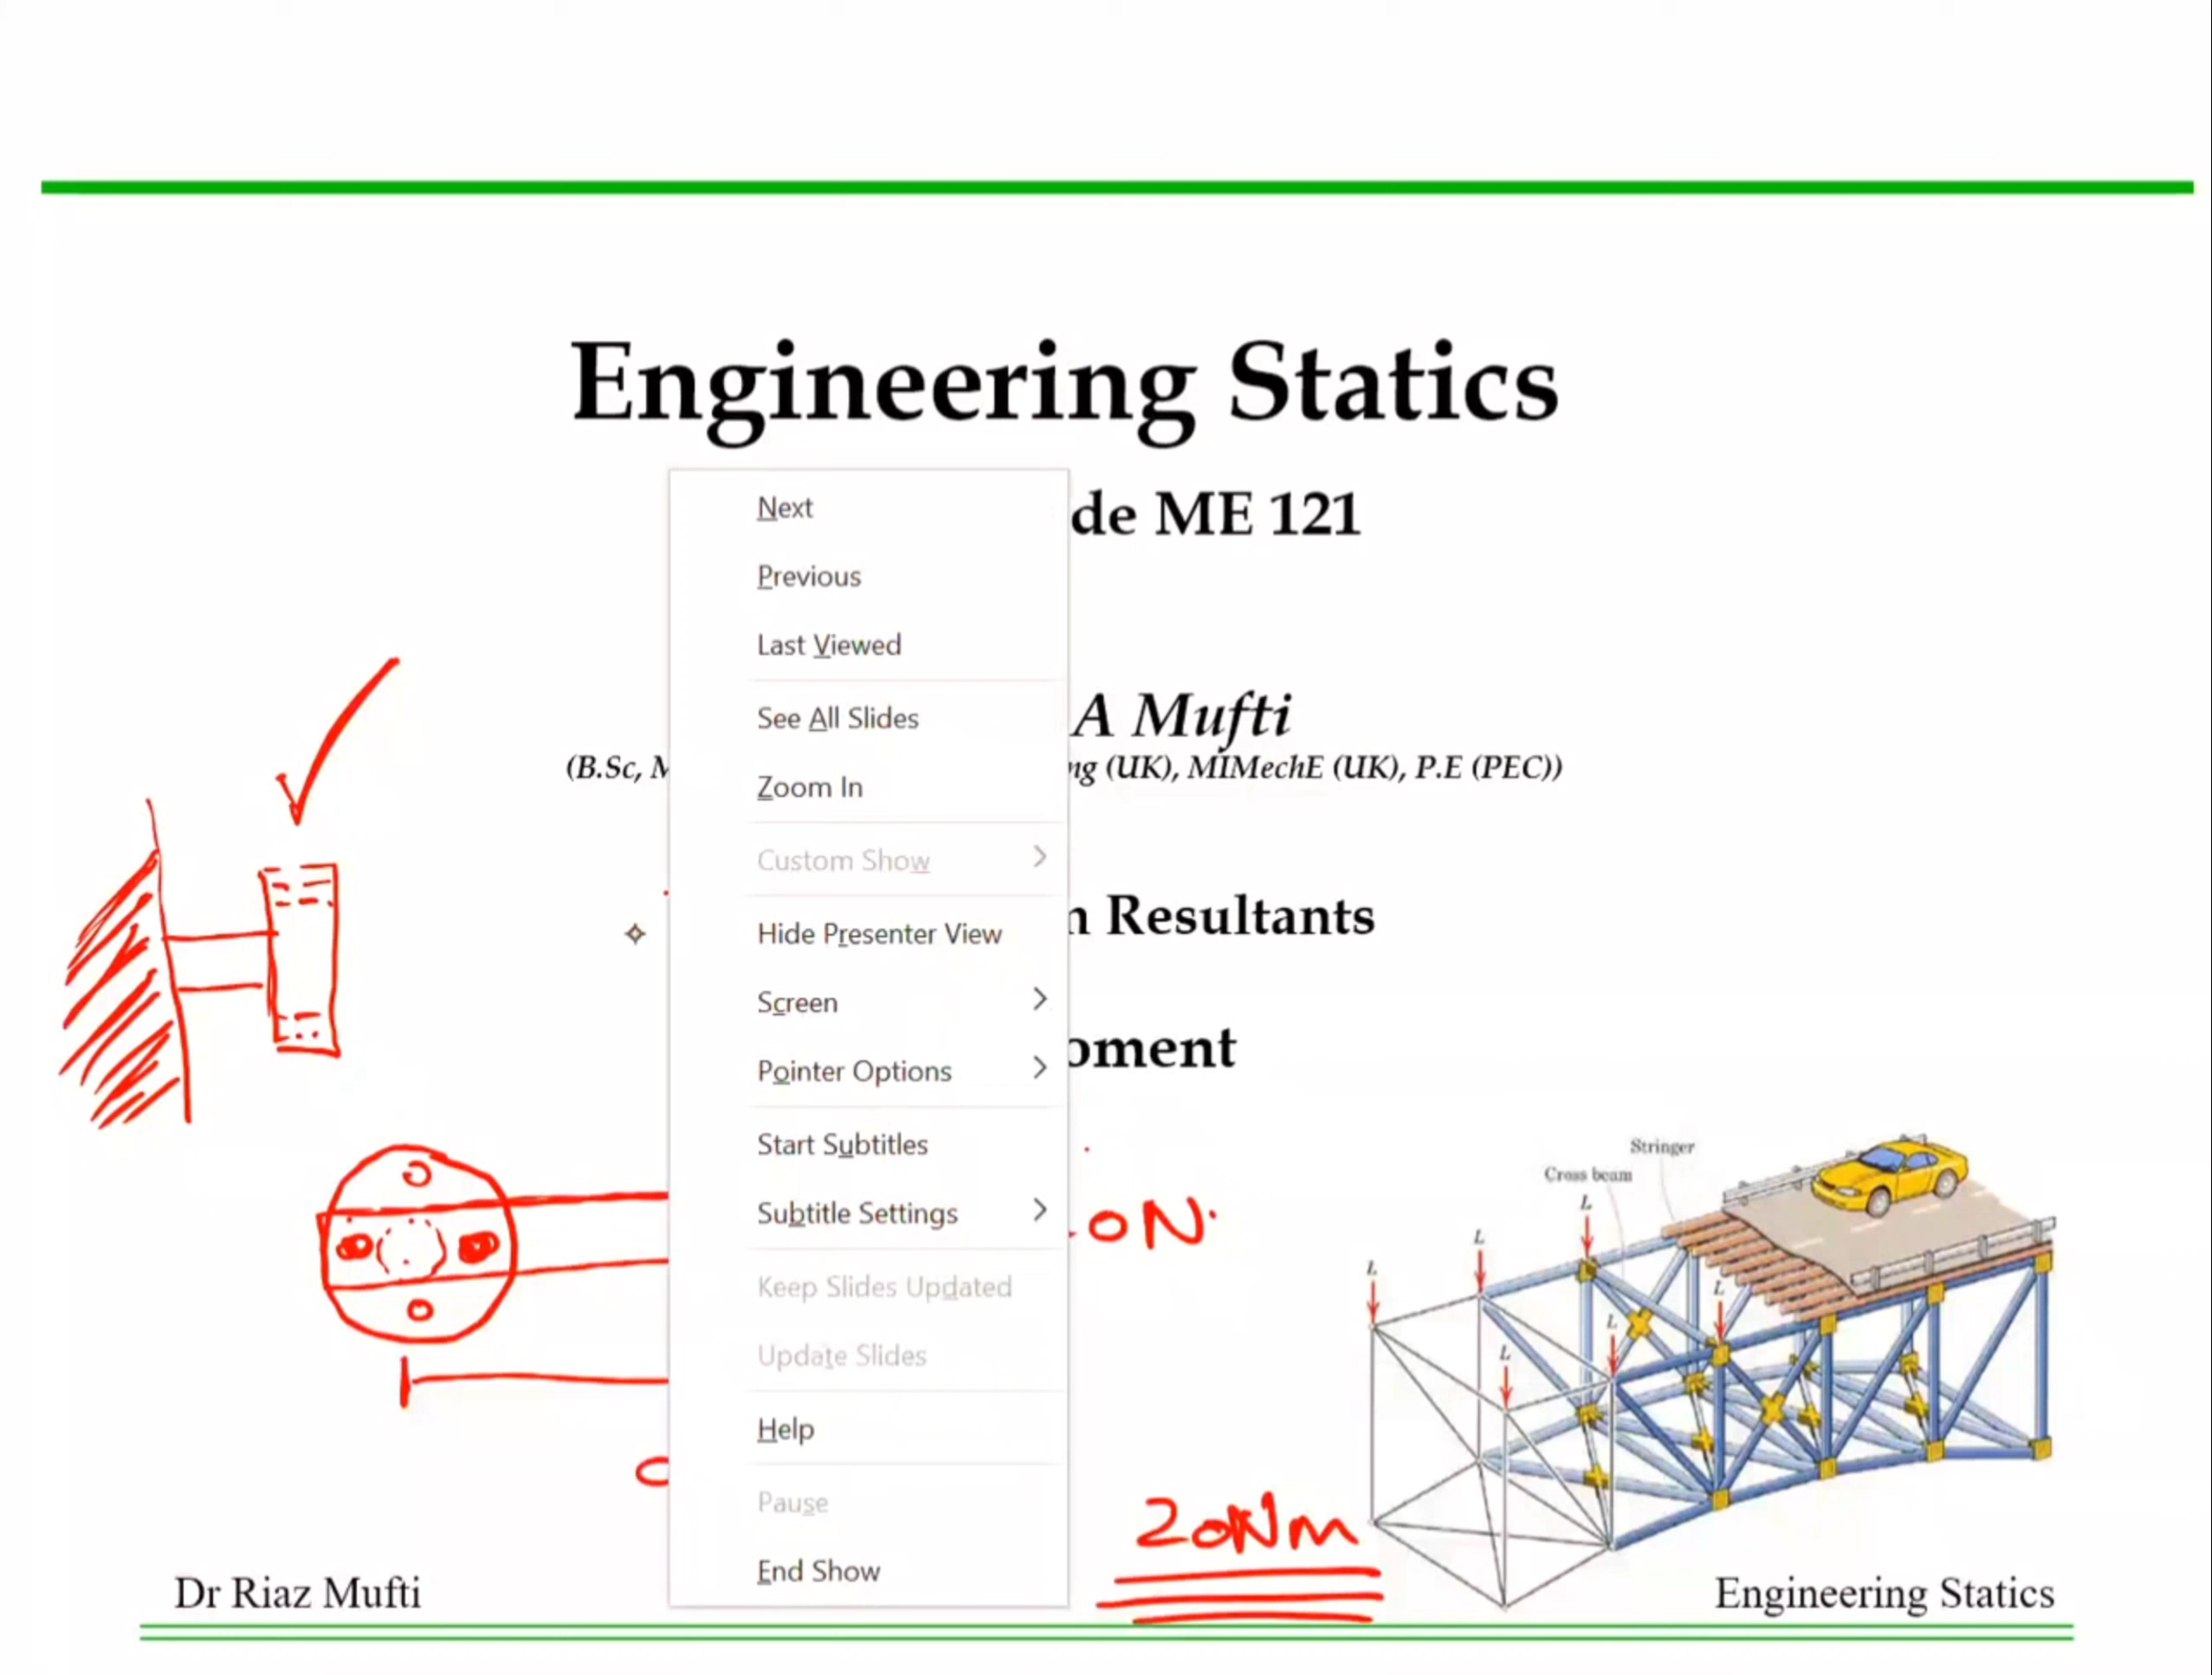 Engineering Statics
Next
de ME 121
Previous
Last Viewed
See All Slides
A Mufti
(B.Sc, M
ng (UK), MIMechE (UK), P.E (PEC))
Zoom In
Custom Show
n Resultants
Hide Presenter View
Screen
oment
Pointer Options
Start Subtitles
Stringer
Cross beam
Subtitle Settings
0N.
L
L
L
L
L
L
Keep Slides Updated
Update Slides
Help
Pause
20Nm
End Show
Dr Riaz Mufti
Engineering Statics